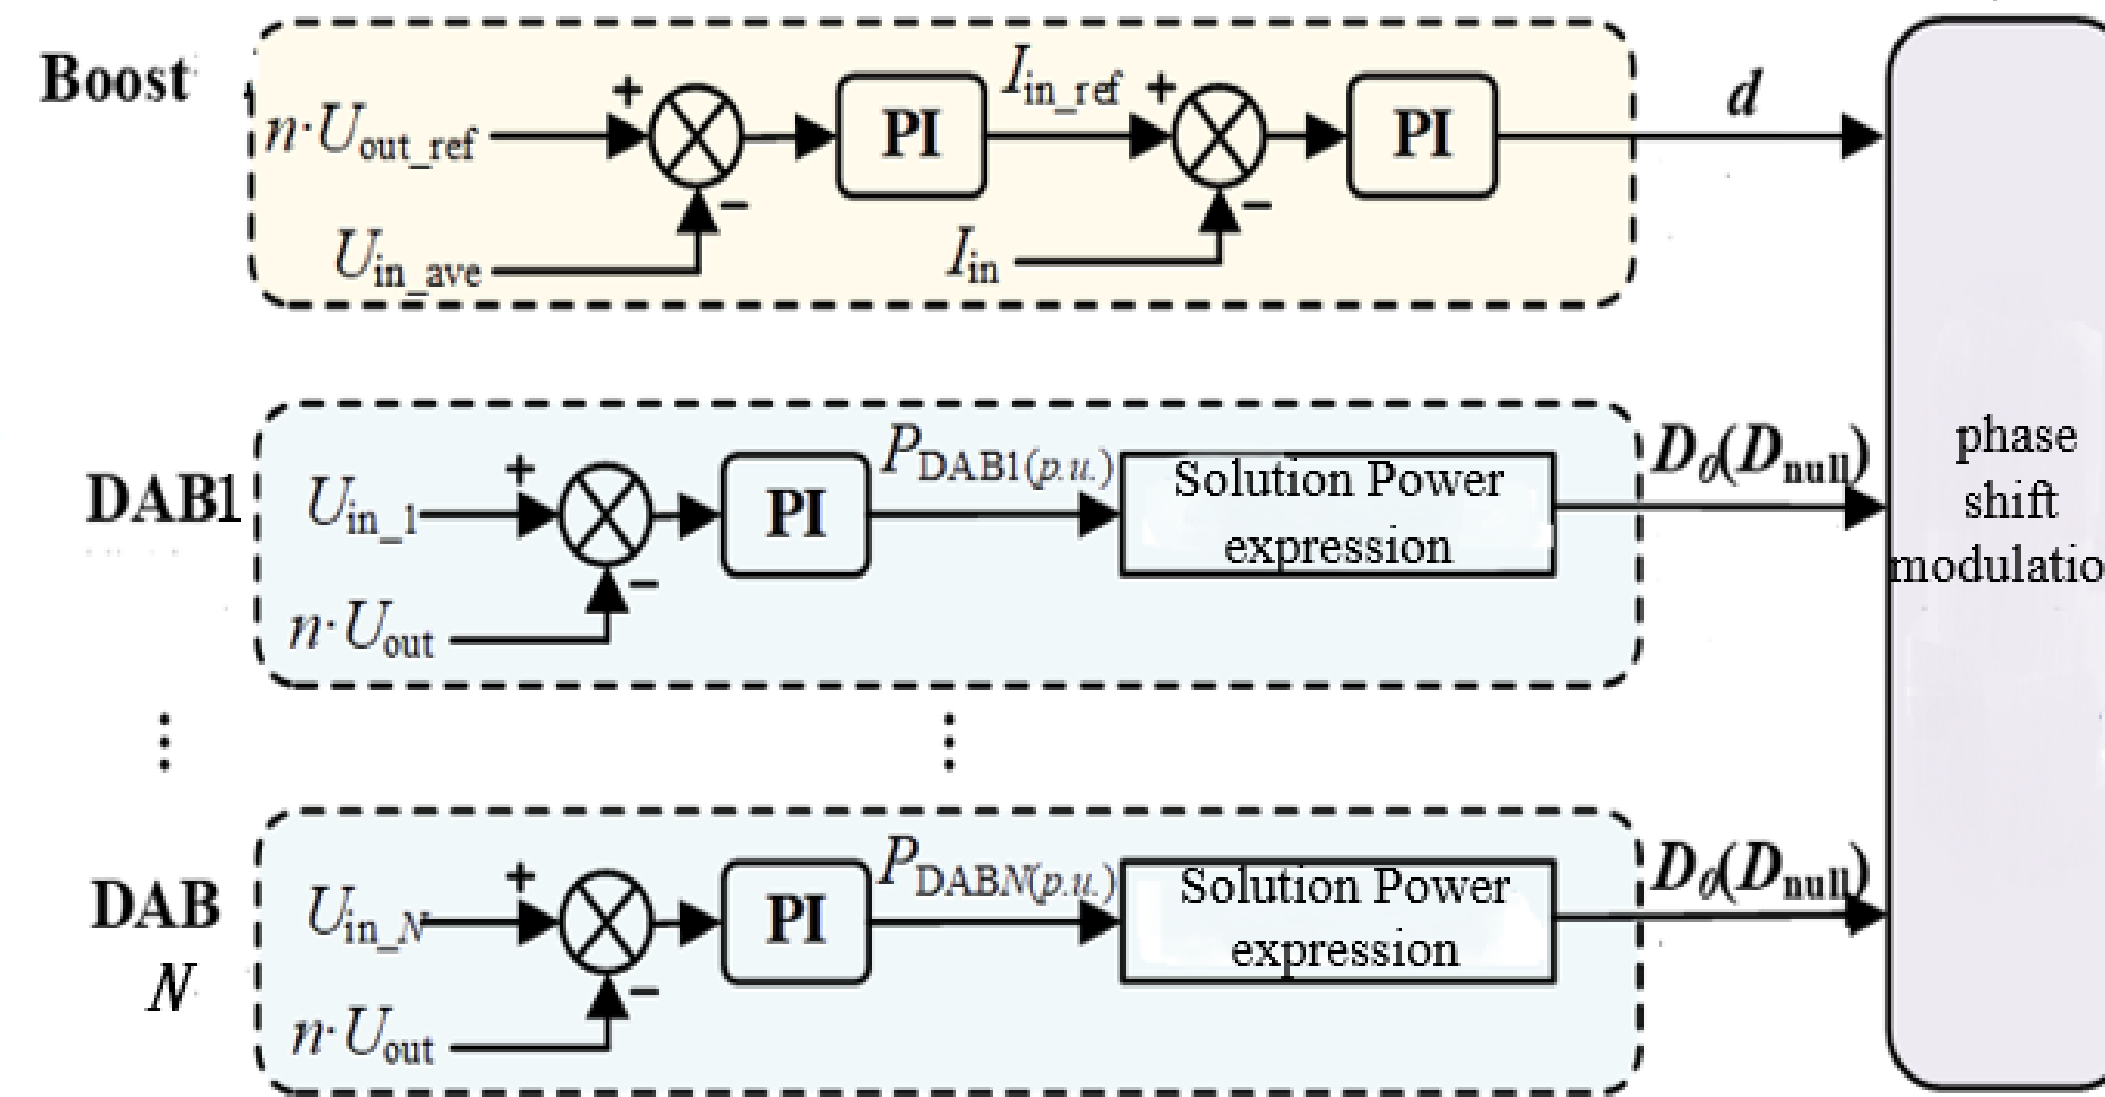 Boost
n·U_out_ref
+
−
U_in_ave
PI
I_in_ref
+
−
I_in
PI
d
DAB1
U_in_1
+
−
n·U_out
PI
P_DAB1(p.u.)
Solution Power
expression
D_0(D_null)
phase
shift
modulatio
DAB
N
U_in_N
+
−
n·U_out
PI
P_DABN(p.u.)
Solution Power
expression
D_0(D_null)